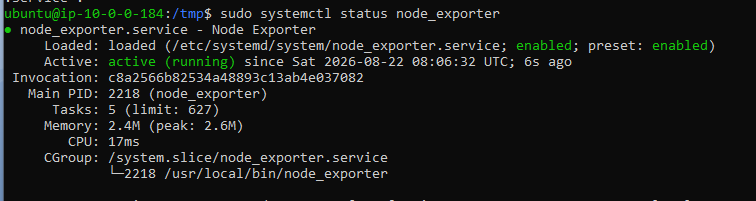 ubuntu@ip-10-0-0-184:/tmp$ sudo systemctl status node_exporter
● node_exporter.service - Node Exporter
Loaded: loaded (/etc/systemd/system/node_exporter.service; enabled; preset: enabled)
Active: active (running) since Sat 2026-08-22 08:06:32 UTC; 6s ago
Invocation: c8a2566b82534a48893c13ab4e037082
Main PID: 2218 (node_exporter)
Tasks: 5 (limit: 627)
Memory: 2.4M (peak: 2.6M)
CPU: 17ms
CGroup: /system.slice/node_exporter.service
└─2218 /usr/local/bin/node_exporter